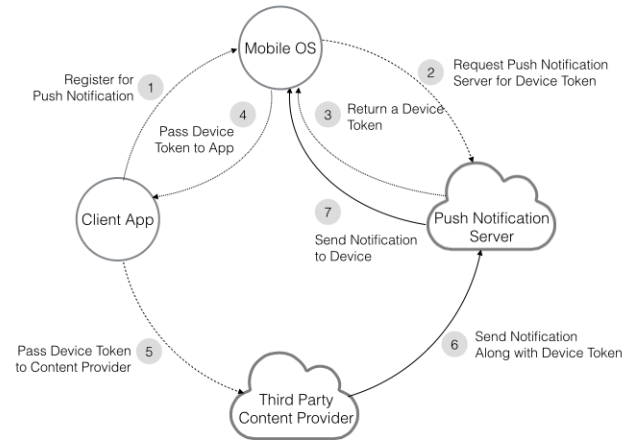 Mobile OS
1
Register for
Push Notification
2
Request Push Notification
Server for Device Token
3
Return a Device
Token
4
Pass Device
Token to App
Client App
Push Notification
Server
7
Send Notification
to Device
5
Pass Device Token
to Content Provider
6
Send Notification
Along with Device Token
Third Party
Content Provider